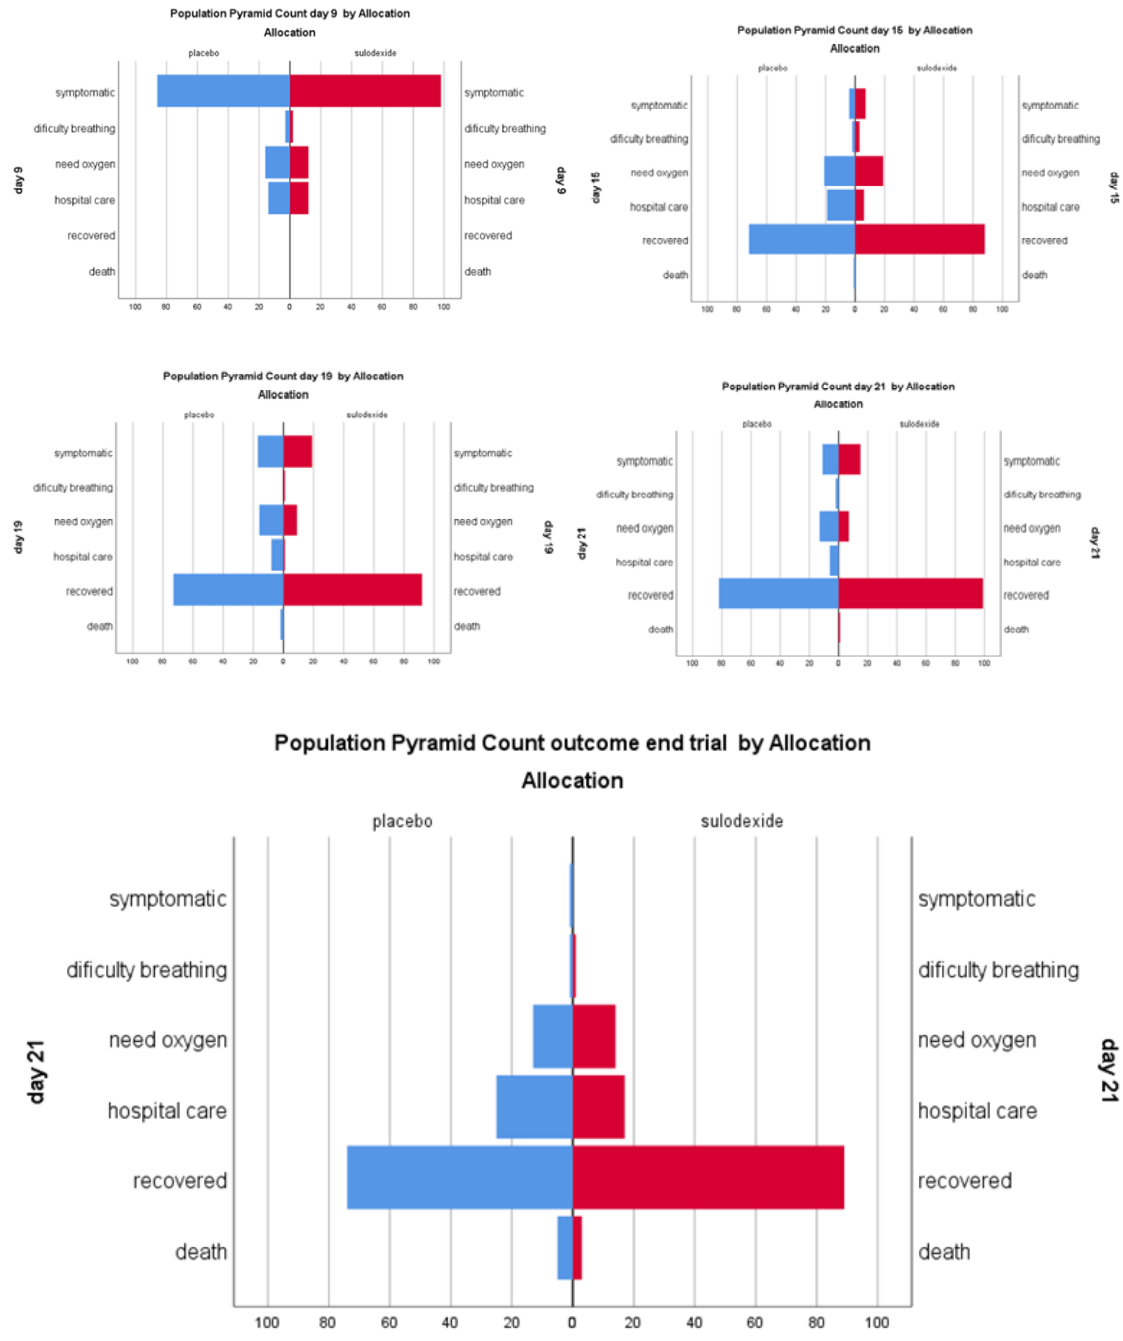 Population Pyramid Count day 9 by Allocation
Allocation
placebo sulodexide
symptomatic symptomatic
dificulty breathing dificulty breathing
need oxygen need oxygen
hospital care hospital care
recovered recovered
death death
day 9 day 9
100 80 60 40 20 0 20 40 60 80 100
Population Pyramid Count day 15 by Allocation
Allocation
placebo sulodexide
symptomatic symptomatic
dificulty breathing dificulty breathing
need oxygen need oxygen
hospital care hospital care
recovered recovered
death death
day 15 day 15
100 80 60 40 20 0 20 40 60 80 100
Population Pyramid Count day 19 by Allocation
Allocation
placebo sulodexide
symptomatic symptomatic
dificulty breathing dificulty breathing
need oxygen need oxygen
hospital care hospital care
recovered recovered
death death
day 19 day 19
100 80 60 40 20 0 20 40 60 80 100
Population Pyramid Count day 21 by Allocation
Allocation
placebo sulodexide
symptomatic symptomatic
dificulty breathing dificulty breathing
need oxygen need oxygen
hospital care hospital care
recovered recovered
death death
day 21 day 21
100 80 60 40 20 0 20 40 60 80 100
Population Pyramid Count outcome end trial by Allocation
Allocation
placebo sulodexide
symptomatic symptomatic
dificulty breathing dificulty breathing
need oxygen need oxygen
hospital care hospital care
recovered recovered
death death
day 21 day 21
100 80 60 40 20 0 20 40 60 80 100